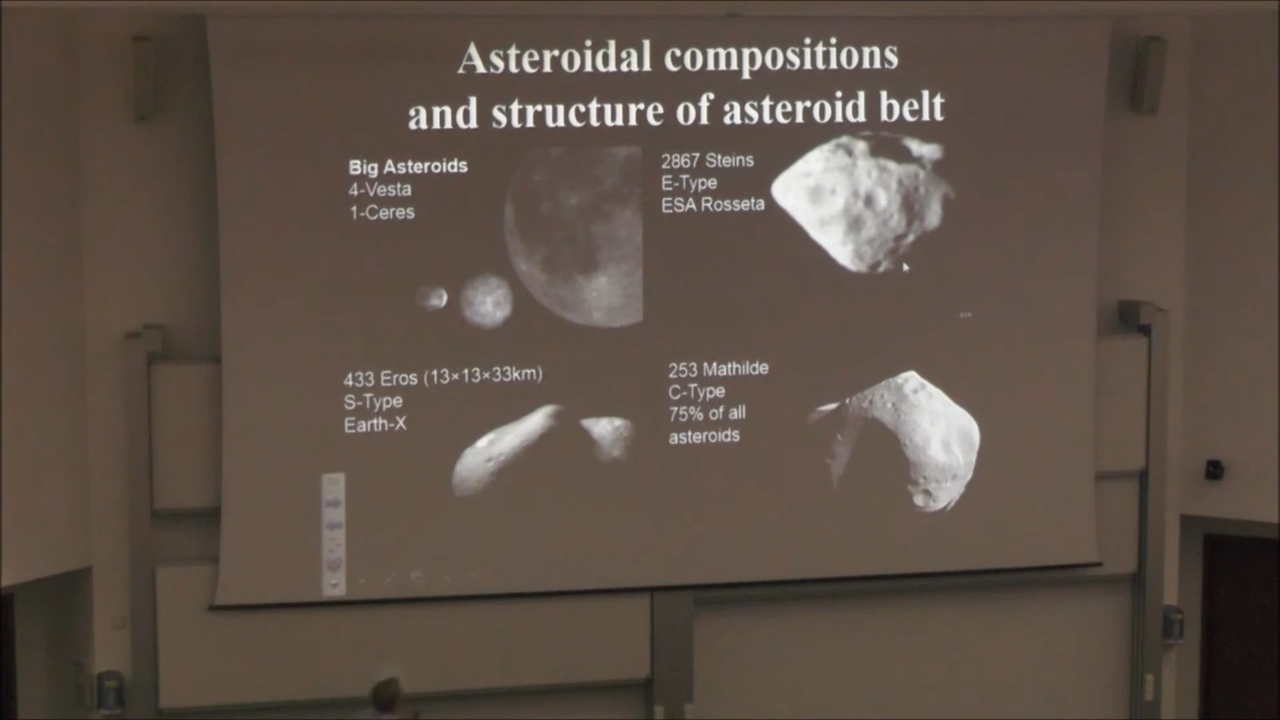 Asteroidal compositions
and structure of asteroid belt
Big Asteroids
4-Vesta
1-Ceres
2867 Steins
E-Type
ESA Rosseta
433 Eros (13×13×33km)
S-Type
Earth-X
253 Mathilde
C-Type
75% of all
asteroids